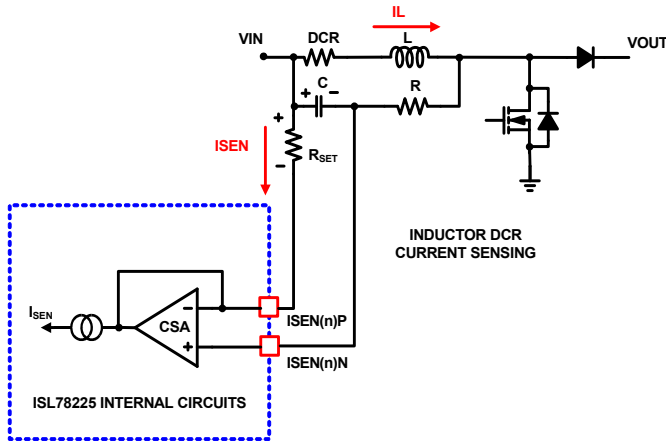 IL
VIN
DCR
L
VOUT
+
C
−
R
+
ISEN
RSET
−
INDUCTOR DCR
CURRENT SENSING
ISEN
−
CSA
+
ISEN(n)P
ISEN(n)N
ISL78225 INTERNAL CIRCUITS